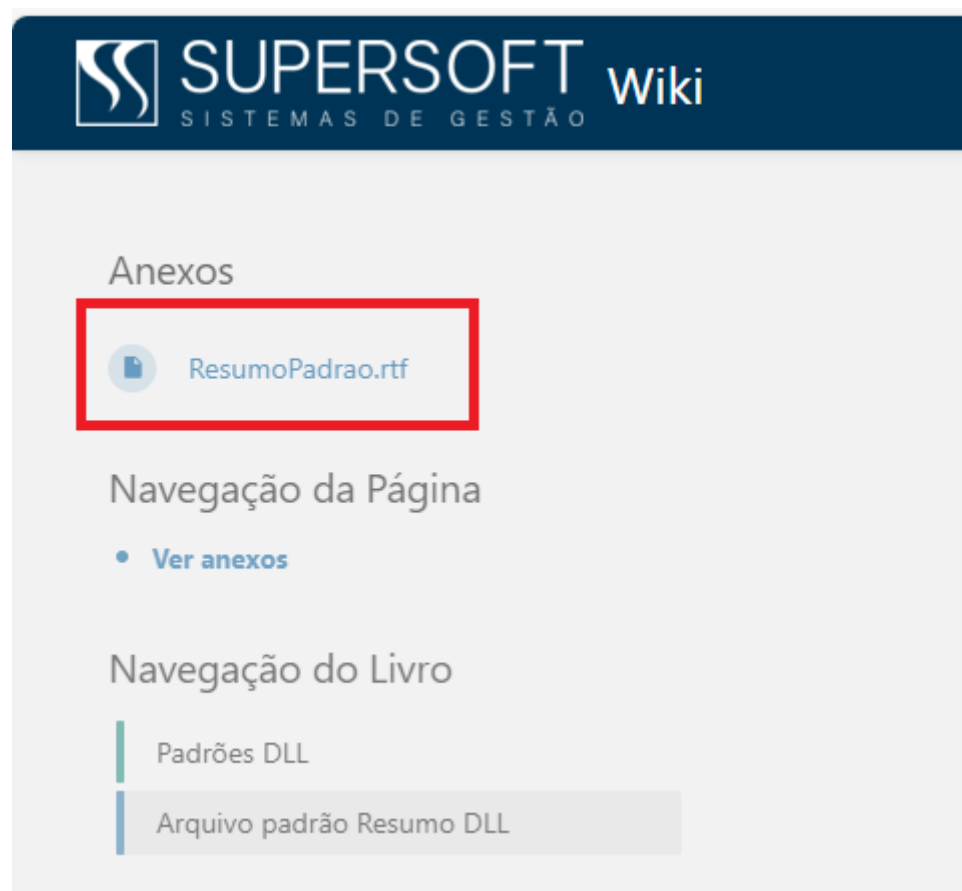 SUPERSOFT Wiki
SISTEMAS DE GESTÃO
Anexos
ResumoPadrao.rtf
Navegação da Página
Ver anexos
Navegação do Livro
Padrões DLL
Arquivo padrão Resumo DLL